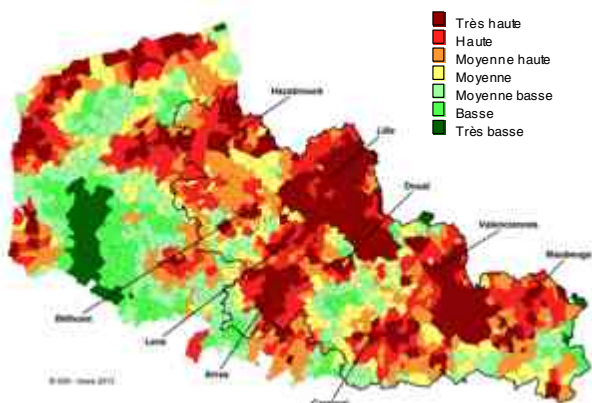 Très haute
Haute
Moyenne haute
Moyenne
Moyenne basse
Basse
Très basse
Hazebrouck
Lille
Douai
Valenciennes
Maubeuge
Béthune
Lens
Arras